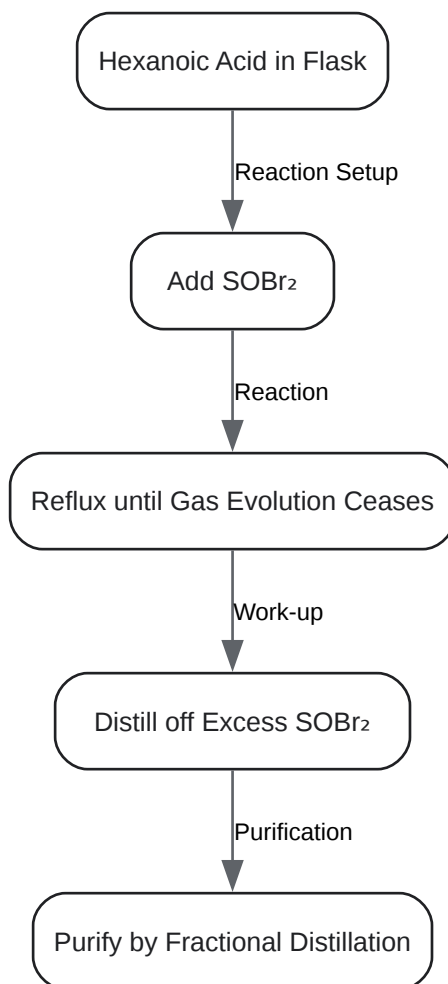 Hexanoic Acid in Flask
Reaction Setup
Add SOBr₂
Reaction
Reflux until Gas Evolution Ceases
Work-up
Distill off Excess SOBr₂
Purification
Purify by Fractional Distillation